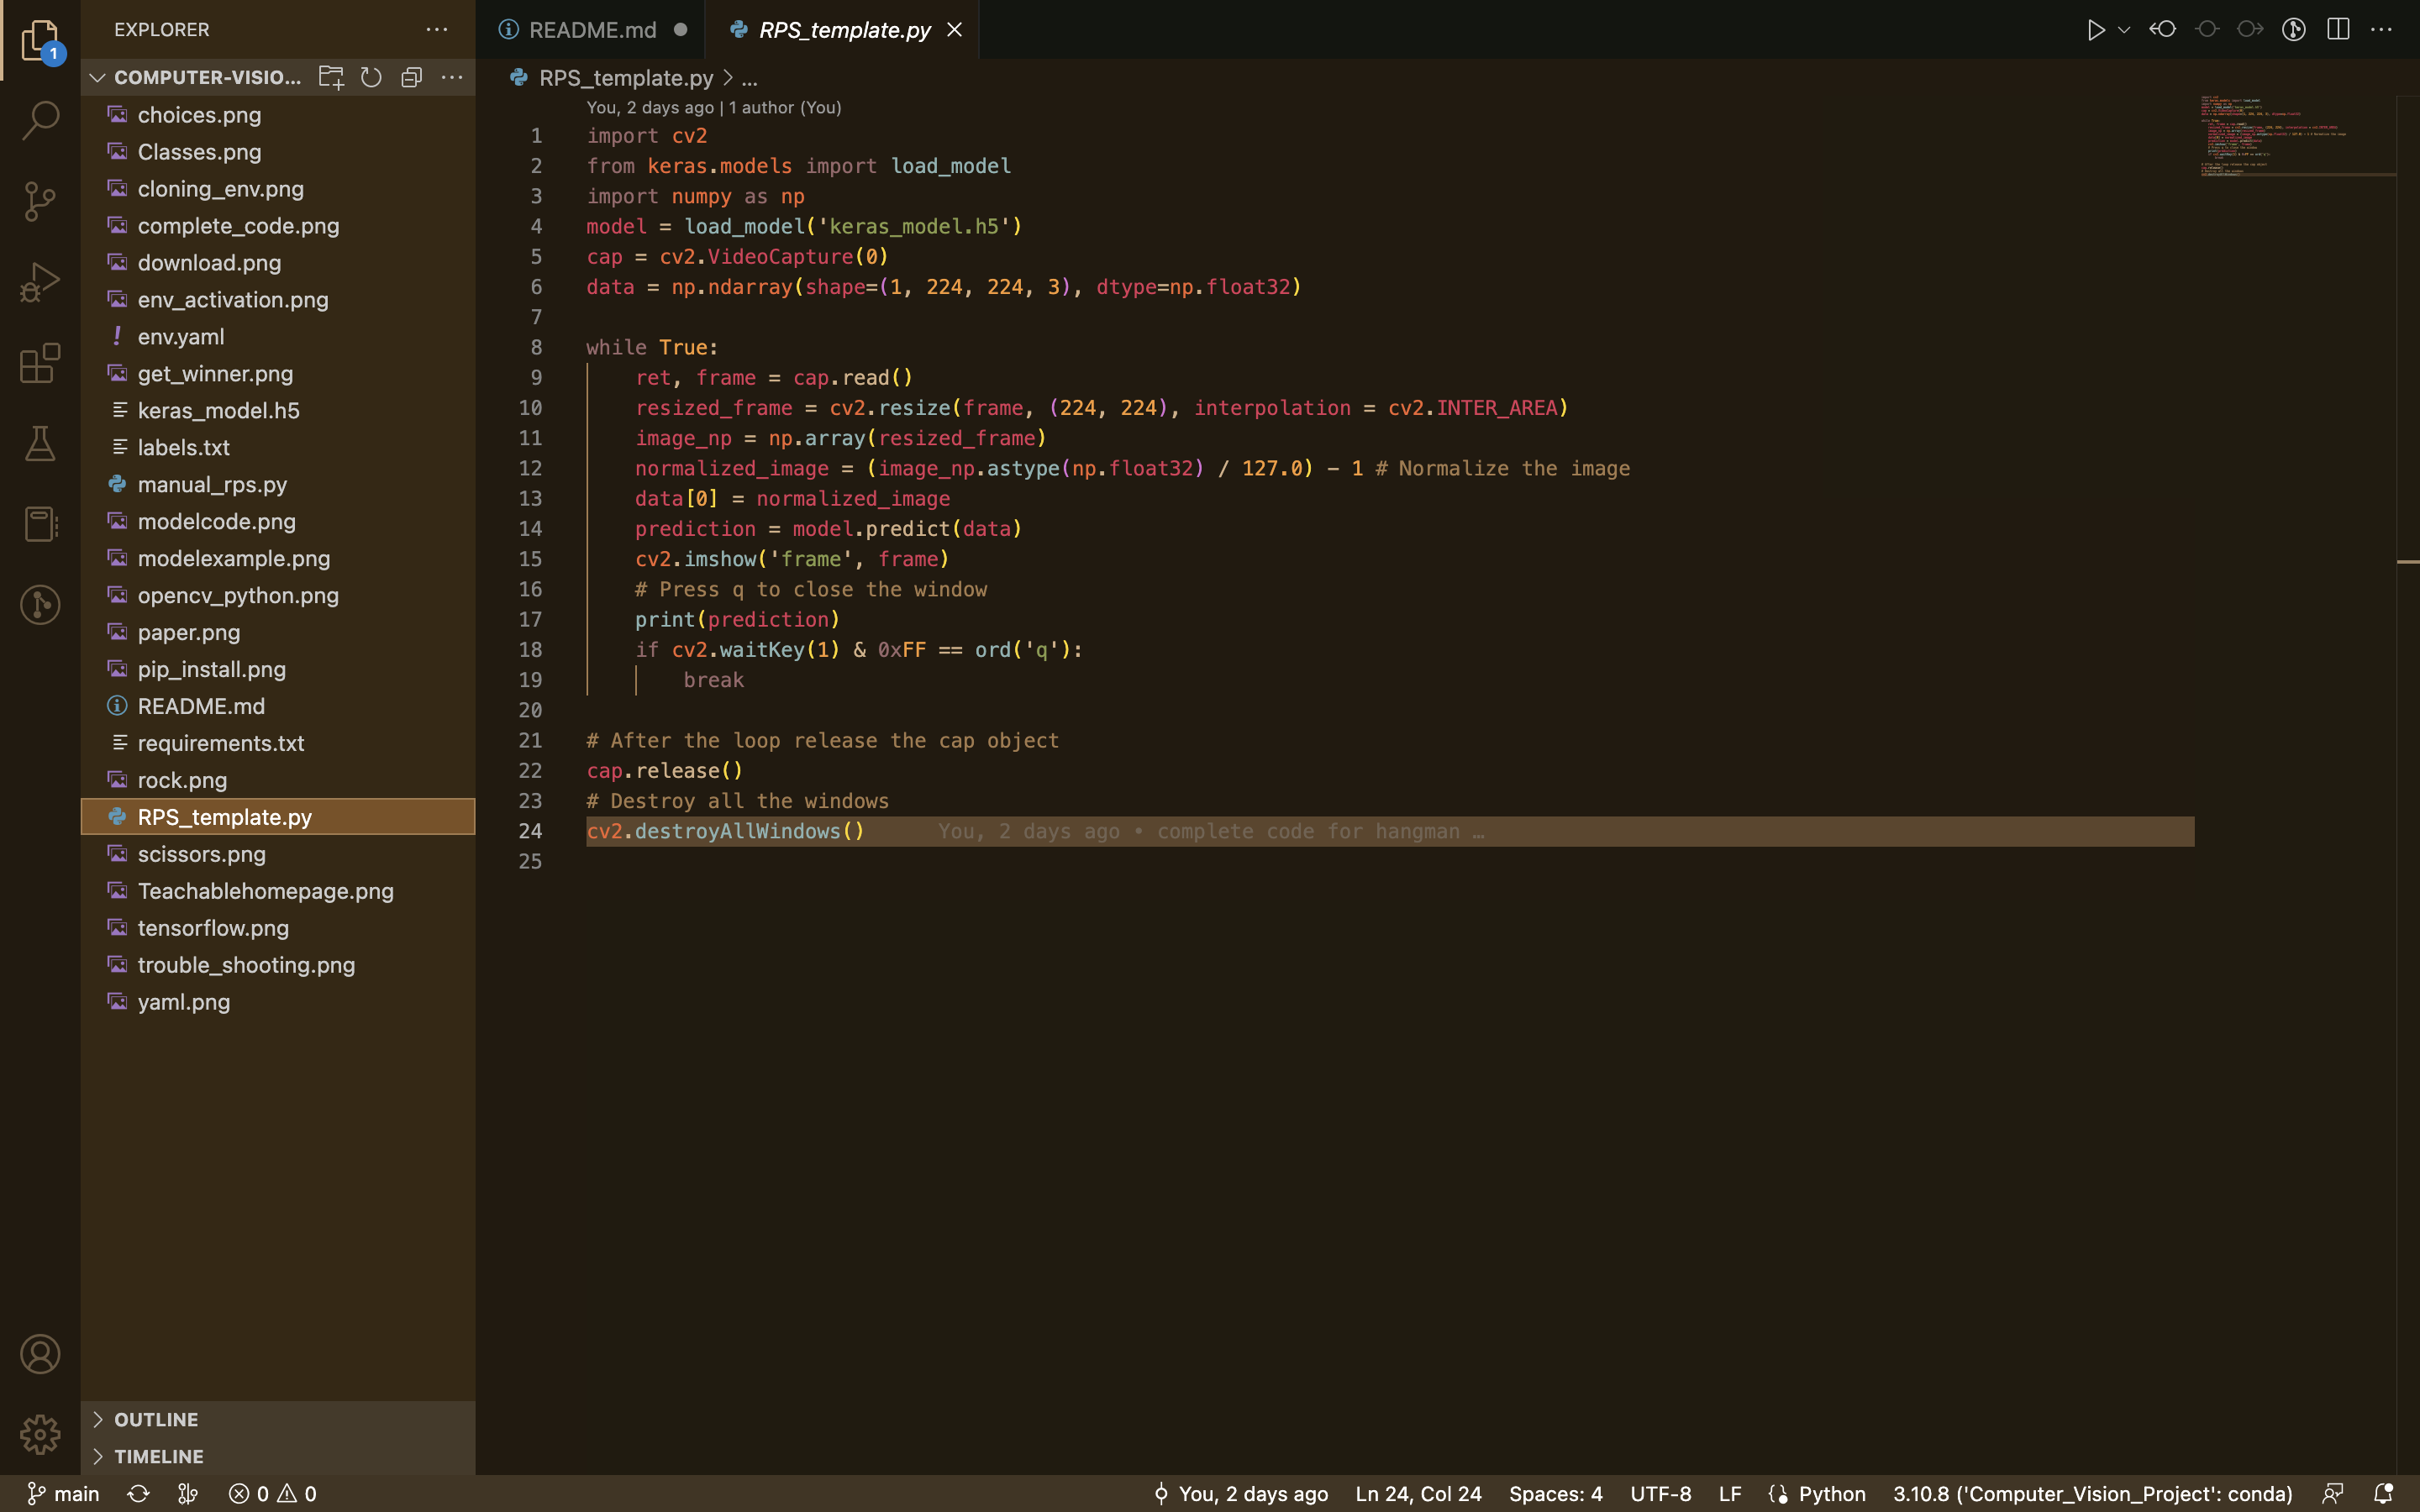 1
EXPLORER
COMPUTER-VISIO...
choices.png
Classes.png
cloning_env.png
complete_code.png
download.png
env_activation.png
env.yaml
get_winner.png
keras_model.h5
labels.txt
manual_rps.py
modelcode.png
modelexample.png
opencv_python.png
paper.png
pip_install.png
README.md
requirements.txt
rock.png
RPS_template.py
scissors.png
Teachablehomepage.png
tensorflow.png
trouble_shooting.png
yaml.png
OUTLINE
TIMELINE
README.md
RPS_template.py
RPS_template.py > ...
You, 2 days ago | 1 author (You)
1 import cv2
2 from keras.models import load_model
3 import numpy as np
4 model = load_model('keras_model.h5')
5 cap = cv2.VideoCapture(0)
6 data = np.ndarray(shape=(1, 224, 224, 3), dtype=np.float32)
7
8 while True:
9     ret, frame = cap.read()
10     resized_frame = cv2.resize(frame, (224, 224), interpolation = cv2.INTER_AREA)
11     image_np = np.array(resized_frame)
12     normalized_image = (image_np.astype(np.float32) / 127.0) - 1 # Normalize the image
13     data[0] = normalized_image
14     prediction = model.predict(data)
15     cv2.imshow('frame', frame)
16     # Press q to close the window
17     print(prediction)
18     if cv2.waitKey(1) & 0xFF == ord('q'):
19         break
20
21 # After the loop release the cap object
22 cap.release()
23 # Destroy all the windows
24 cv2.destroyAllWindows() You, 2 days ago • complete code for hangman …
25
main 0 0 You, 2 days ago Ln 24, Col 24 Spaces: 4 UTF-8 LF Python 3.10.8 ('Computer_Vision_Project': conda)